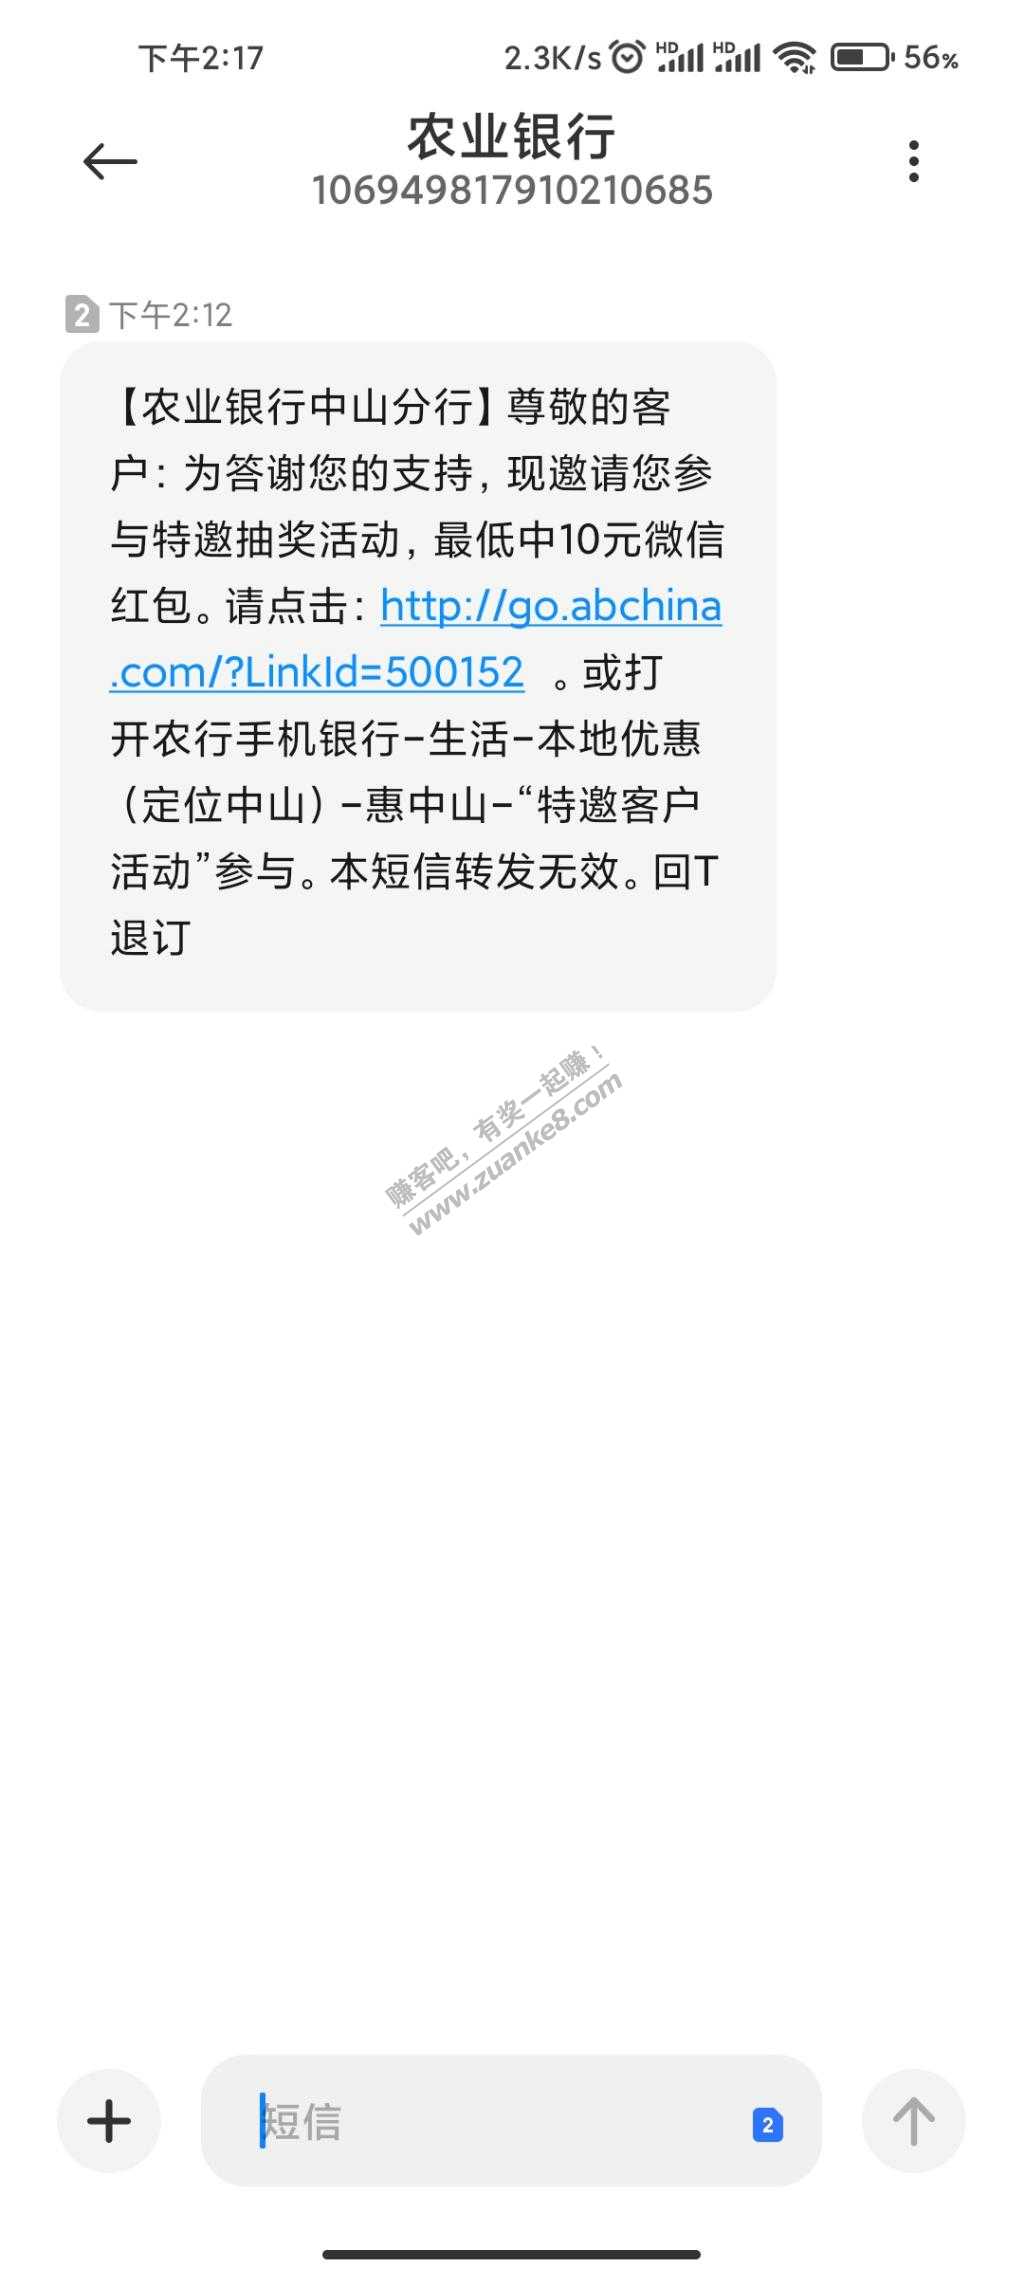 下午2:17
2.3K/s HD HD 56%
农业银行
106949817910210685
2 下午2:12
【农业银行中山分行】尊敬的客
户：为答谢您的支持，现邀请您参
与特邀抽奖活动，最低中10元微信
红包。请点击：http://go.abchina
.com/?LinkId=500152 。或打
开农行手机银行-生活-本地优惠
（定位中山）-惠中山-“特邀客户
活动”参与。本短信转发无效。回T
退订
赚客吧，有奖一起赚！
www.zuanke8.com
短信
2